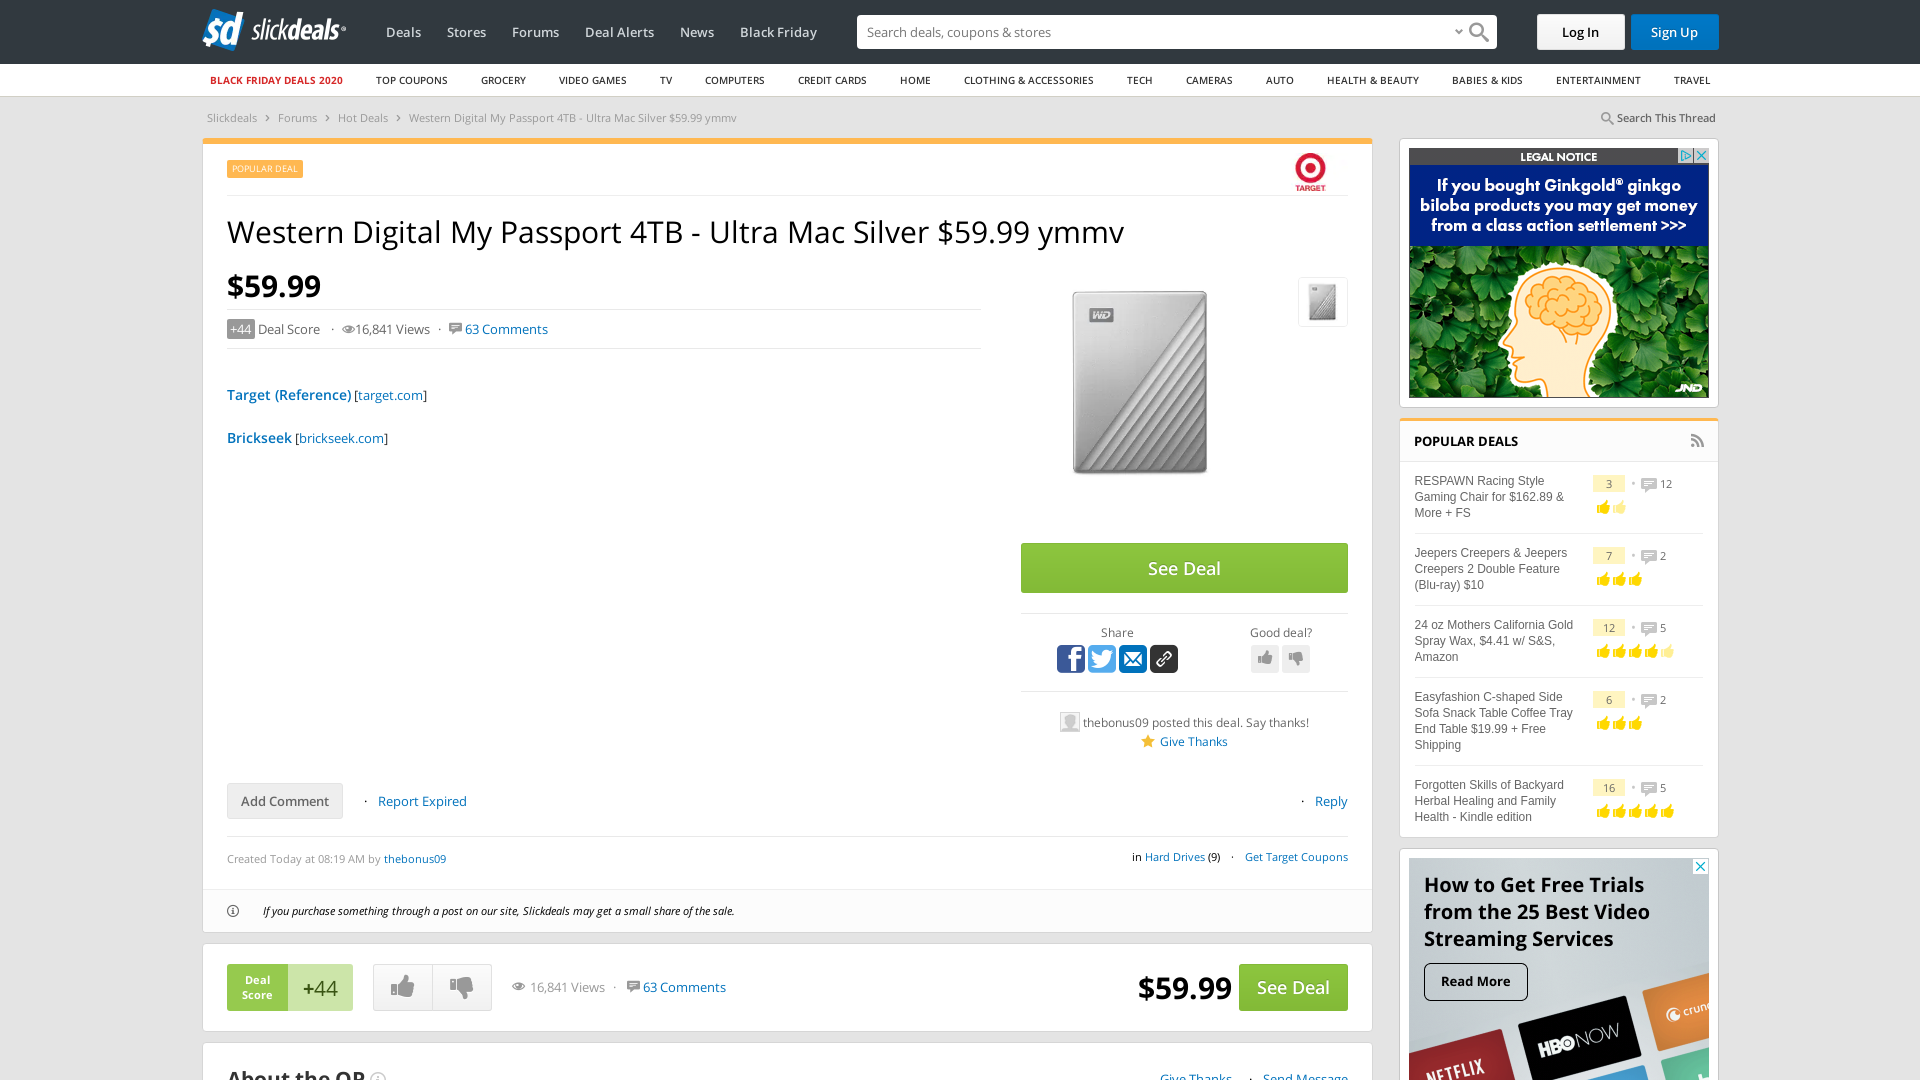 slickdeals
Deals
Stores
Forums
Deal Alerts
News
Black Friday
Search deals, coupons & stores
Log In
Sign Up
BLACK FRIDAY DEALS 2020
TOP COUPONS
GROCERY
VIDEO GAMES
TV
COMPUTERS
CREDIT CARDS
HOME
CLOTHING & ACCESSORIES
TECH
CAMERAS
AUTO
HEALTH & BEAUTY
BABIES & KIDS
ENTERTAINMENT
TRAVEL
Slickdeals > Forums > Hot Deals > Western Digital My Passport 4TB - Ultra Mac Silver $59.99 ymmv
Search This Thread
POPULAR DEAL
TARGET
Western Digital My Passport 4TB - Ultra Mac Silver $59.99 ymmv
$59.99
+44 Deal Score · 16,841 Views · 63 Comments
WD
Target (Reference) [target.com]
Brickseek [brickseek.com]
See Deal
Share
Good deal?
thebonus09 posted this deal. Say thanks!
Give Thanks
Add Comment
· Report Expired
· Reply
Created Today at 08:19 AM by thebonus09
in Hard Drives (9) · Get Target Coupons
If you purchase something through a post on our site, Slickdeals may get a small share of the sale.
Deal
Score
+44
16,841 Views · 63 Comments
$59.99
See Deal
About the OP
Give Thanks · Send Message
LEGAL NOTICE
If you bought Ginkgold® ginkgo
biloba products you may get money
from a class action settlement >>>
JND
POPULAR DEALS
RESPAWN Racing Style
Gaming Chair for $162.89 &
More + FS
3 • 12
Jeepers Creepers & Jeepers
Creepers 2 Double Feature
(Blu-ray) $10
7 • 2
24 oz Mothers California Gold
Spray Wax, $4.41 w/ S&S,
Amazon
12 • 5
Easyfashion C-shaped Side
Sofa Snack Table Coffee Tray
End Table $19.99 + Free
Shipping
6 • 2
Forgotten Skills of Backyard
Herbal Healing and Family
Health - Kindle edition
16 • 5
How to Get Free Trials
from the 25 Best Video
Streaming Services
Read More
crunc
HBO NOW
NETFLIX